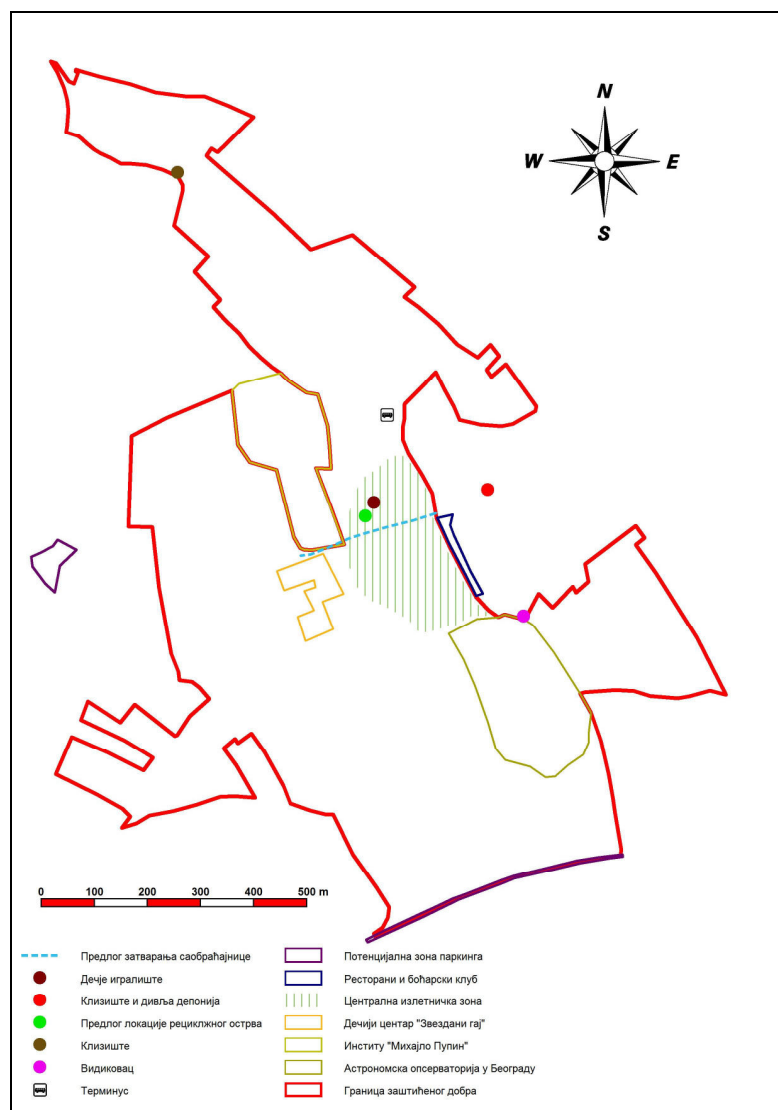 N
W E
S
0 100 200 300 400 500 m
Предлог затварања саобраћајнице
Дечје игралиште
Клизиште и дивља депонија
Предлог локације рециклжног острва
Клизиште
Видиковац
Терминус
Потенцијална зона паркинга
Ресторани и боћарски клуб
Централна излетничка зона
Дечији центар "Звездани гај"
Институ "Михајло Пупин"
Астрономска опсерваторија у Београду
Граница заштићеног добра